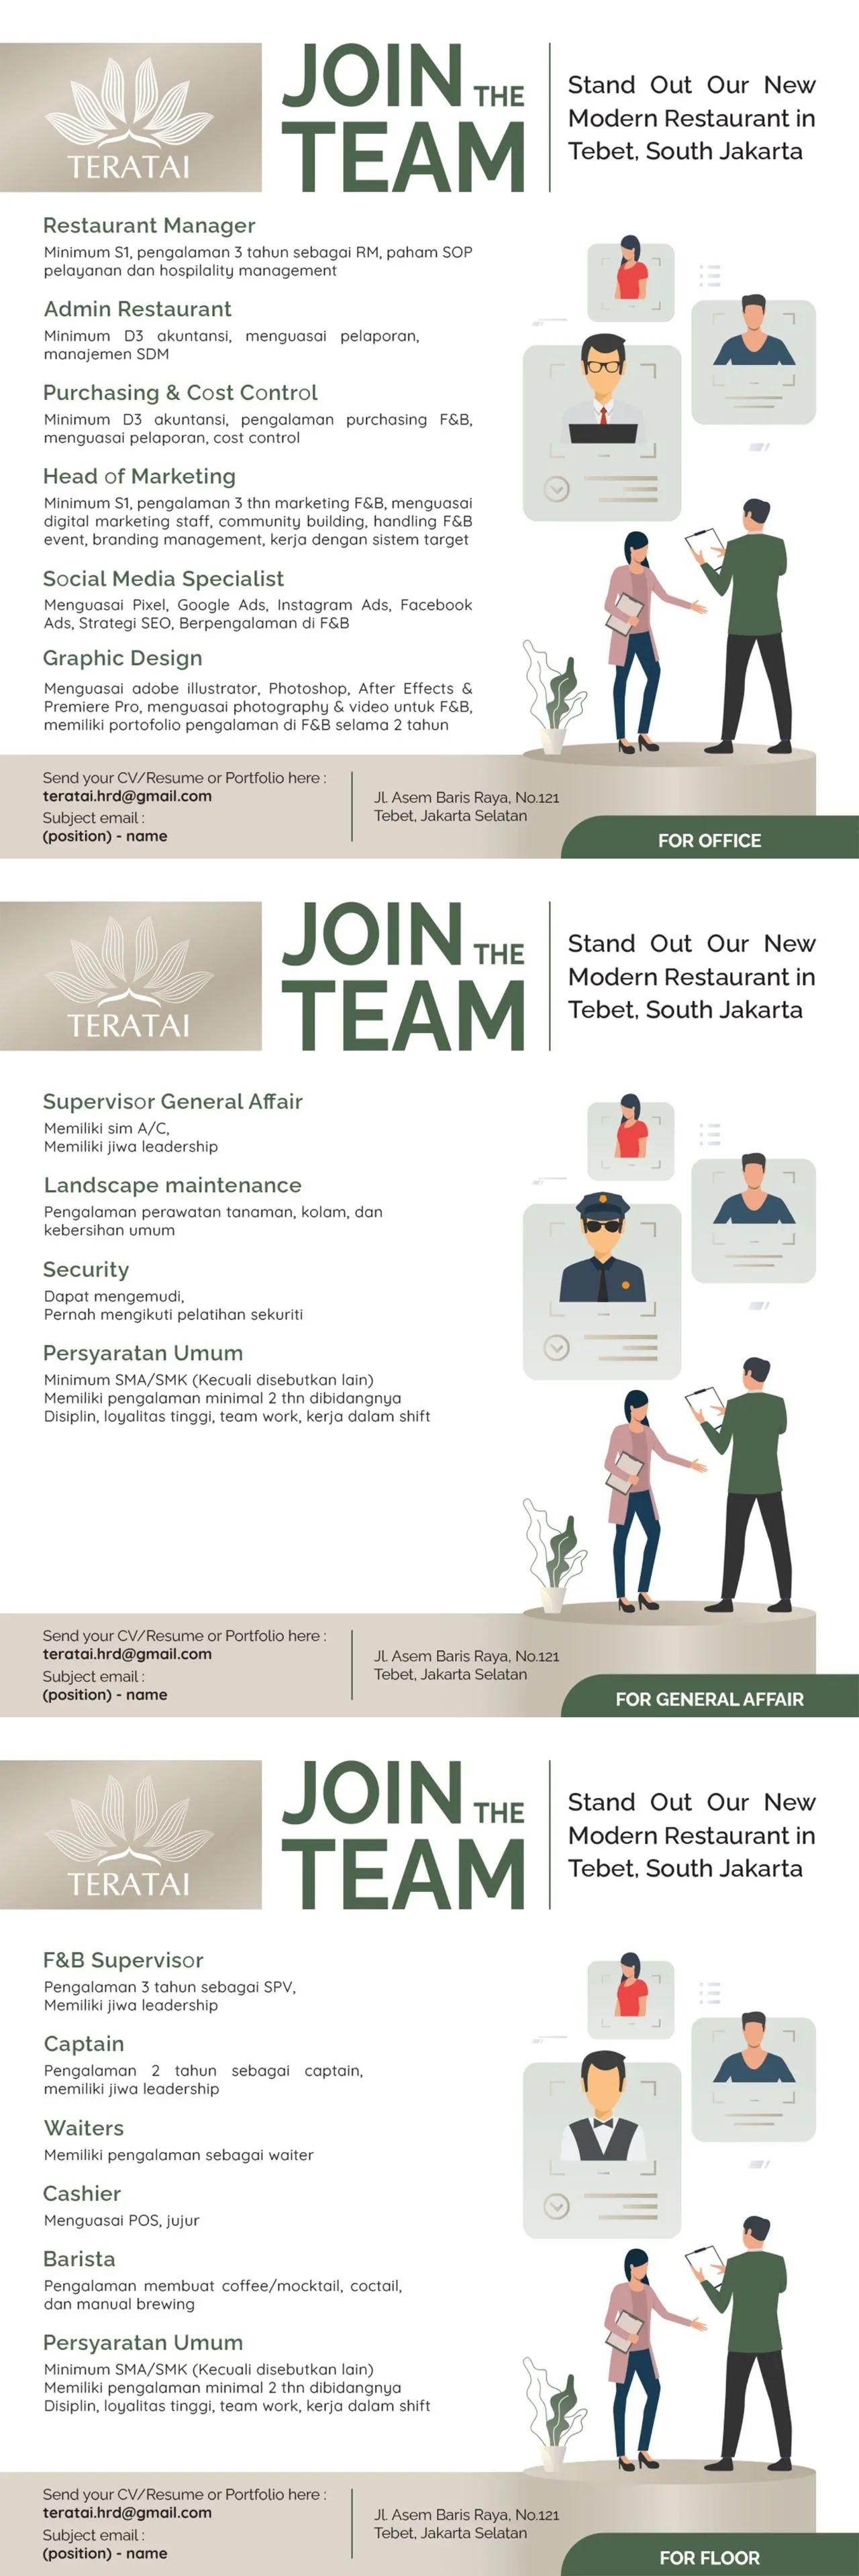 TERATAI
JOIN THE
TEAM
Stand Out Our New
Modern Restaurant in
Tebet, South Jakarta
Restaurant Manager
Minimum S1, pengalaman 3 tahun sebagai RM, paham SOP
pelayanan dan hospilality management
Admin Restaurant
Minimum D3 akuntansi, menguasai pelaporan,
manajemen SDM
Purchasing & Cost Control
Minimum D3 akuntansi, pengalaman purchasing F&B,
menguasai pelaporan, cost control
Head of Marketing
Minimum S1, pengalaman 3 thn marketing F&B, menguasai
digital marketing staff, community building, handling F&B
event, branding management, kerja dengan sistem target
Social Media Specialist
Menguasai Pixel, Google Ads, Instagram Ads, Facebook
Ads, Strategi SEO, Berpengalaman di F&B
Graphic Design
Menguasai adobe illustrator, Photoshop, After Effects &
Premiere Pro, menguasai photography & video untuk F&B,
memiliki portofolio pengalaman di F&B selama 2 tahun
Send your CV/Resume or Portfolio here :
teratai.hrd@gmail.com
Subject email :
(position) - name
Jl. Asem Baris Raya, No.121
Tebet, Jakarta Selatan
FOR OFFICE
TERATAI
JOIN THE
TEAM
Stand Out Our New
Modern Restaurant in
Tebet, South Jakarta
Supervisor General Affair
Memiliki sim A/C,
Memiliki jiwa leadership
Landscape maintenance
Pengalaman perawatan tanaman, kolam, dan
kebersihan umum
Security
Dapat mengemudi,
Pernah mengikuti pelatihan sekuriti
Persyaratan Umum
Minimum SMA/SMK (Kecuali disebutkan lain)
Memiliki pengalaman minimal 2 thn dibidangnya
Disiplin, loyalitas tinggi, team work, kerja dalam shift
Send your CV/Resume or Portfolio here :
teratai.hrd@gmail.com
Subject email :
(position) - name
Jl. Asem Baris Raya, No.121
Tebet, Jakarta Selatan
FOR GENERAL AFFAIR
TERATAI
JOIN THE
TEAM
Stand Out Our New
Modern Restaurant in
Tebet, South Jakarta
F&B Supervisor
Pengalaman 3 tahun sebagai SPV,
Memiliki jiwa leadership
Captain
Pengalaman 2 tahun sebagai captain,
memiliki jiwa leadership
Waiters
Memiliki pengalaman sebagai waiter
Cashier
Menguasai POS, jujur
Barista
Pengalaman membuat coffee/mocktail, coctail,
dan manual brewing
Persyaratan Umum
Minimum SMA/SMK (Kecuali disebutkan lain)
Memiliki pengalaman minimal 2 thn dibidangnya
Disiplin, loyalitas tinggi, team work, kerja dalam shift
Send your CV/Resume or Portfolio here :
teratai.hrd@gmail.com
Subject email :
(position) - name
Jl. Asem Baris Raya, No.121
Tebet, Jakarta Selatan
FOR FLOOR